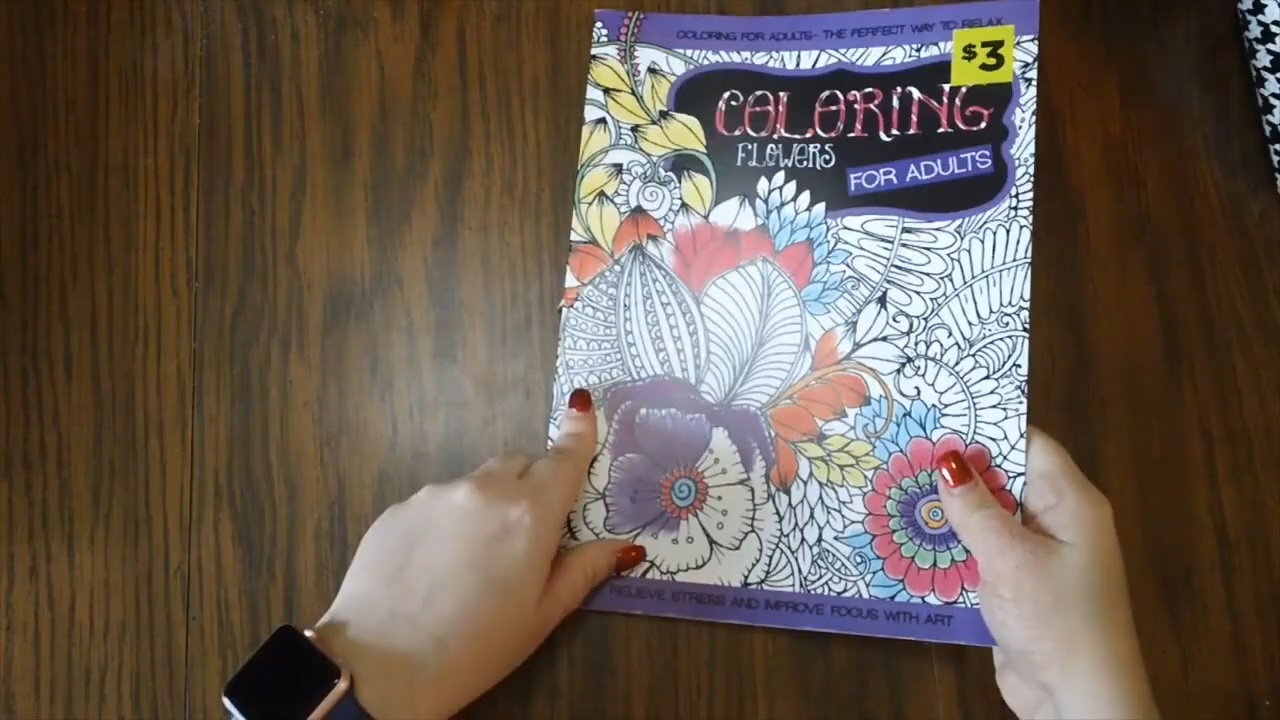 COLORING FOR ADULTS- THE PERFECT WAY TO RELAX
$3
COLORING
FLOWERS
FOR ADULTS
RELIEVE STRESS AND IMPROVE FOCUS WITH ART